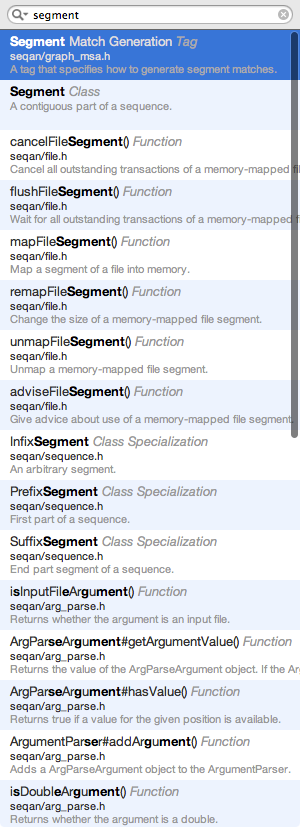 segment
Segment Match Generation Tag
seqan/graph_msa.h
A tag that specifies how to generate segment matches.
Segment Class
A contiguous part of a sequence.
cancelFileSegment() Function
seqan/file.h
Cancel all outstanding transactions of a memory-mapped fi
flushFileSegment() Function
seqan/file.h
Wait for all outstanding transactions of a memory-mapped f
mapFileSegment() Function
seqan/file.h
Map a segment of a file into memory.
remapFileSegment() Function
seqan/file.h
Change the size of a memory-mapped file segment.
unmapFileSegment() Function
seqan/file.h
Unmap a memory-mapped file segment.
adviseFileSegment() Function
seqan/file.h
Give advice about use of a memory-mapped file segment.
InfixSegment Class Specialization
seqan/sequence.h
An arbitrary segment.
PrefixSegment Class Specialization
seqan/sequence.h
First part of a sequence.
SuffixSegment Class Specialization
seqan/sequence.h
End part segment of a sequence.
isInputFileArgument() Function
seqan/arg_parse.h
Returns whether the argument is an input file.
ArgParseArgument#getArgumentValue() Function
seqan/arg_parse.h
Returns the value of the ArgParseArgument object. If the Ar
ArgParseArgument#hasValue() Function
seqan/arg_parse.h
Returns true if a value for the given position is available.
ArgumentParser#addArgument() Function
seqan/arg_parse.h
Adds a ArgParseArgument object to the ArgumentParser.
isDoubleArgument() Function
seqan/arg_parse.h
Returns whether the argument is a double.